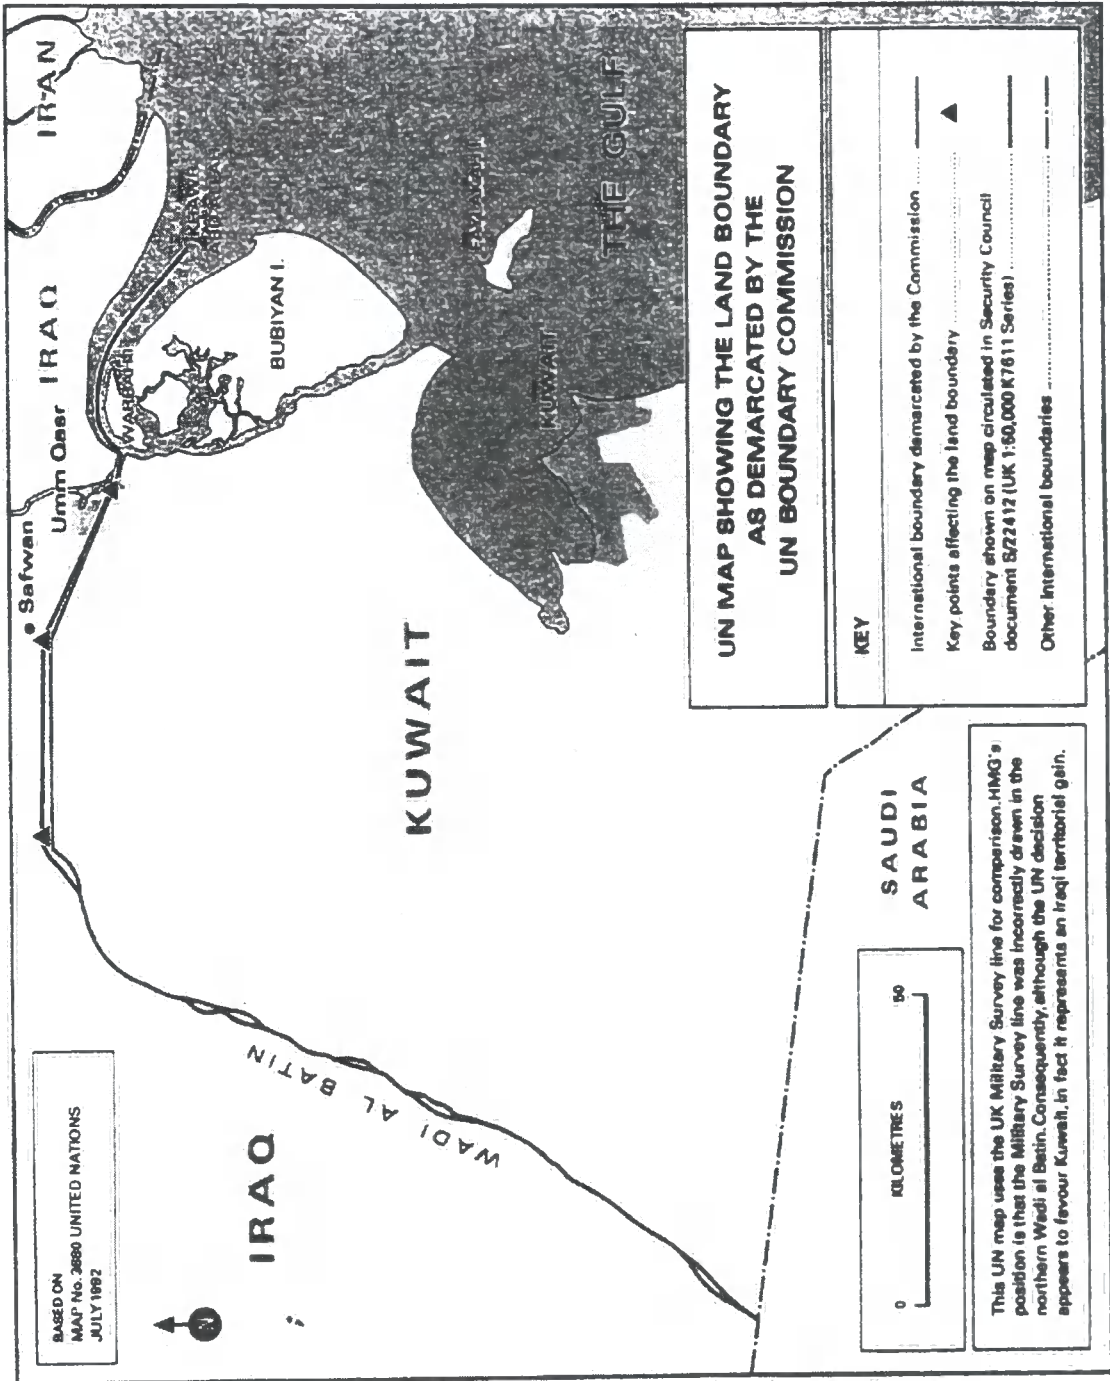 BASED ON
MAP No. 3680 UNITED NATIONS
JULY 1992
N
IRAQ
WADI AL BATIN
Safwan
Umm Qasr
IRAQ
IRAN
WARBAH I.
BUBIYAN I.
KHAWR
ABD ALLAH
FAYLAKAH I.
KUWAIT
THE GULF
KUWAIT
SAUDI
ARABIA
UN MAP SHOWING THE LAND BOUNDARY
AS DEMARCATED BY THE
UN BOUNDARY COMMISSION
KEY
International boundary demarcated by the Commission
Key points affecting the land boundary
Boundary shown on map circulated in Security Council
document S/22412 (UK 1:50,000 K7611 Series)
Other International boundaries
0 KILOMETRES 50
This UN map uses the UK Military Survey line for comparison. HMG's
position is that the Military Survey line was incorrectly drawn in the
northern Wadi al Batin. Consequently, although the UN decision
appears to favour Kuwait, in fact it represents an Iraqi territorial gain.